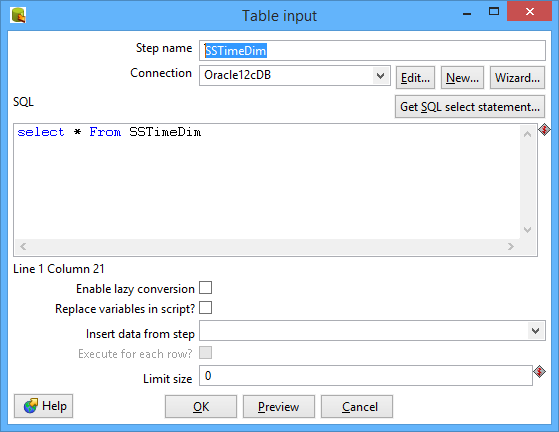 Table input
Step name SSTimeDim
Connection Oracle12cDB Edit... New... Wizard...
SQL Get SQL select statement...
select * From SSTimeDim
Line 1 Column 21
Enable lazy conversion
Replace variables in script?
Insert data from step
Execute for each row?
Limit size 0
Help OK Preview Cancel